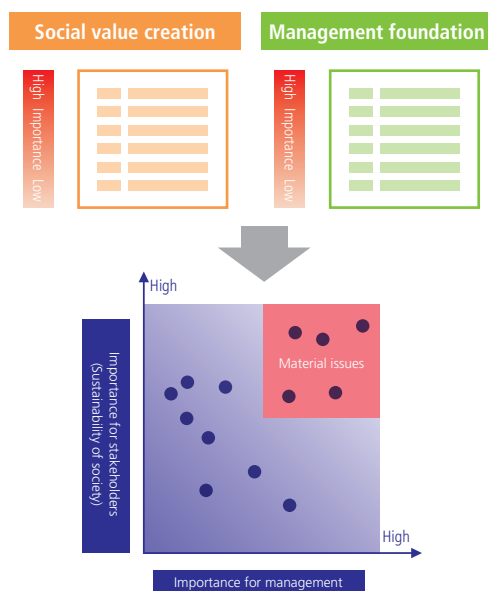 Social value creation
Management foundation
High Importance Low
High Importance Low
High
Material issues
Importance for stakeholders
(Sustainability of society)
High
Importance for management